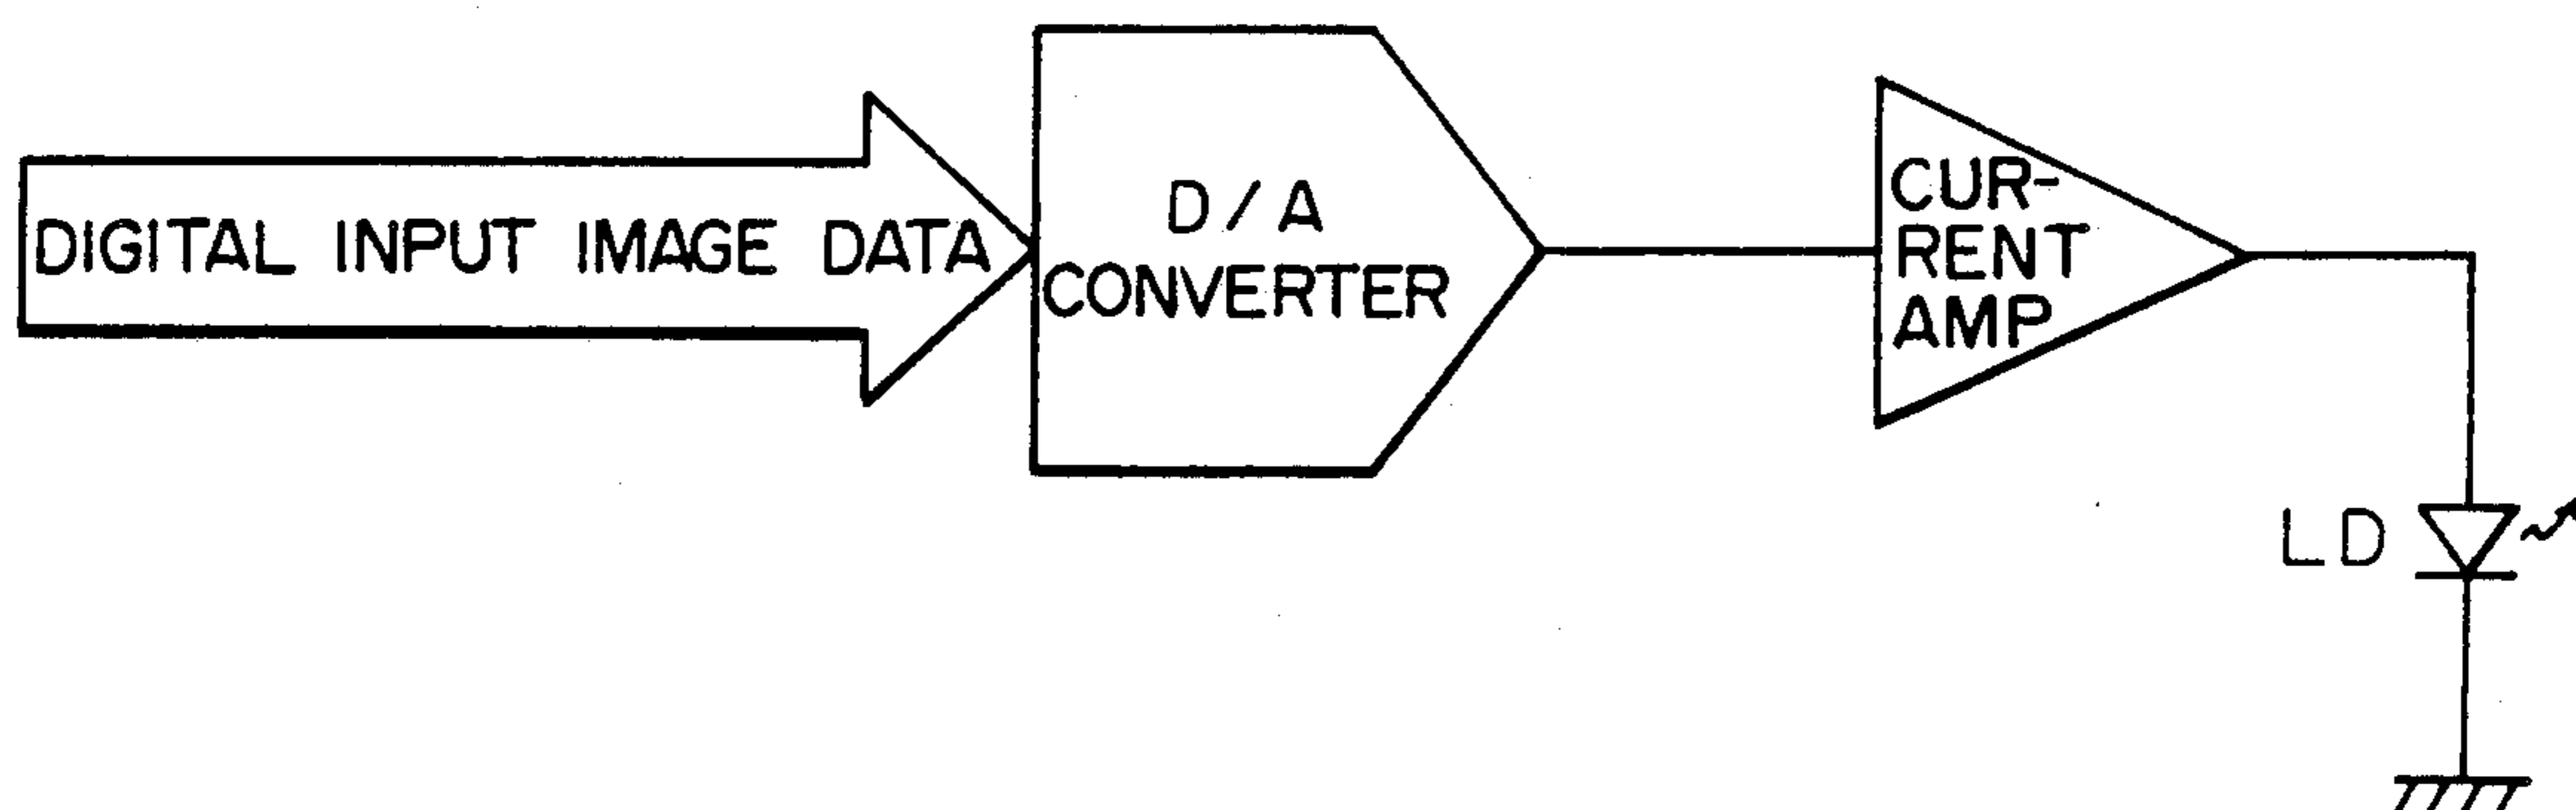 DIGITAL INPUT IMAGE DATA
D/A
CONVERTER
CUR-
RENT
AMP
LD